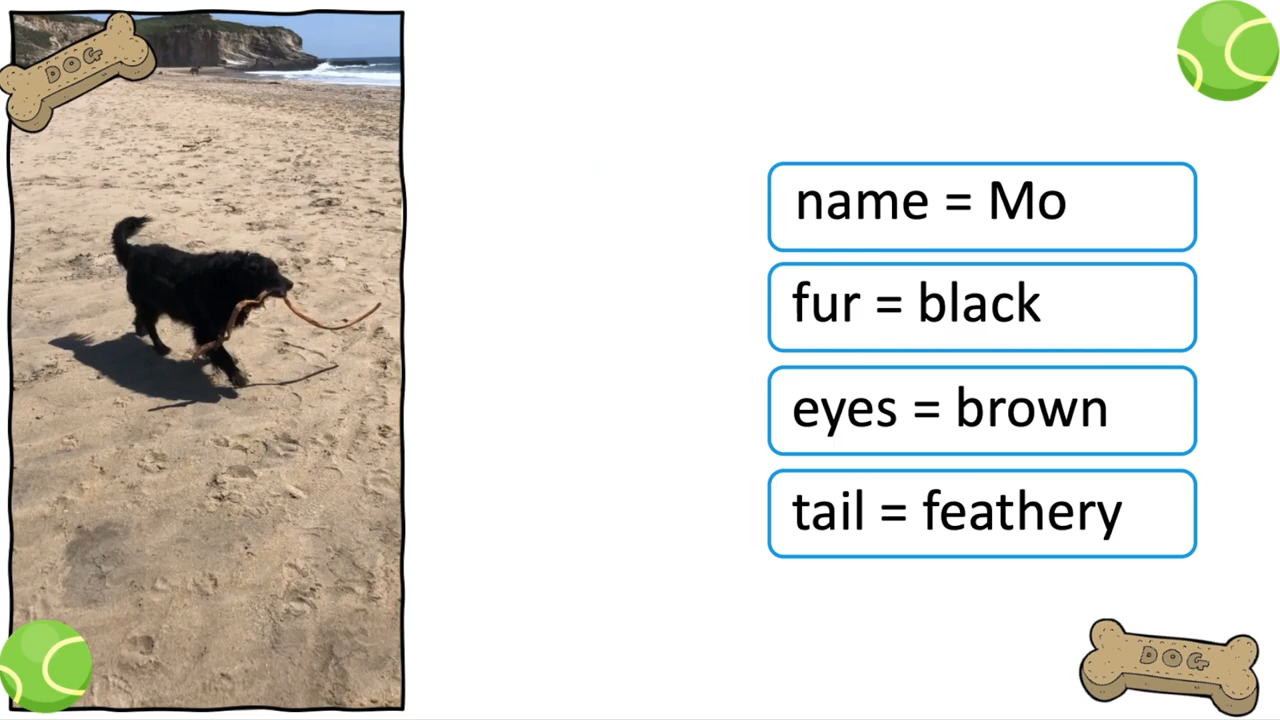 DOG
name = Mo
fur = black
eyes = brown
tail = feathery
DOG